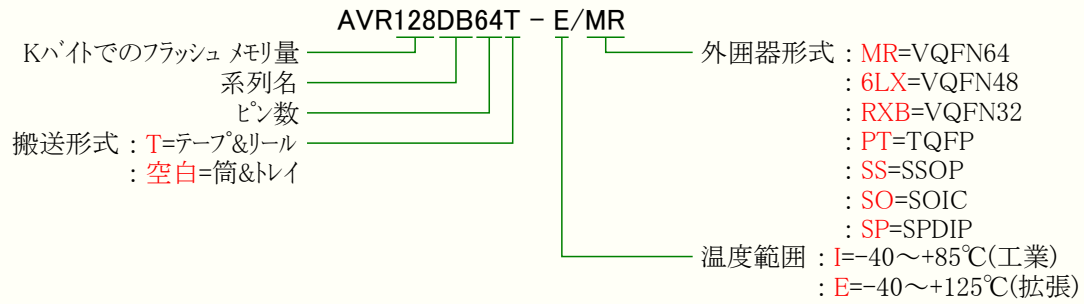 AVR128DB64T - E/MR
Kバイトでのフラッシュ メモリ量
系列名
ピン数
搬送形式 : T=テープ&リール
: 空白=筒&トレイ
外囲器形式 : MR=VQFN64
: 6LX=VQFN48
: RXB=VQFN32
: PT=TQFP
: SS=SSOP
: SO=SOIC
: SP=SPDIP
温度範囲 : I=-40～+85℃(工業)
: E=-40～+125℃(拡張)